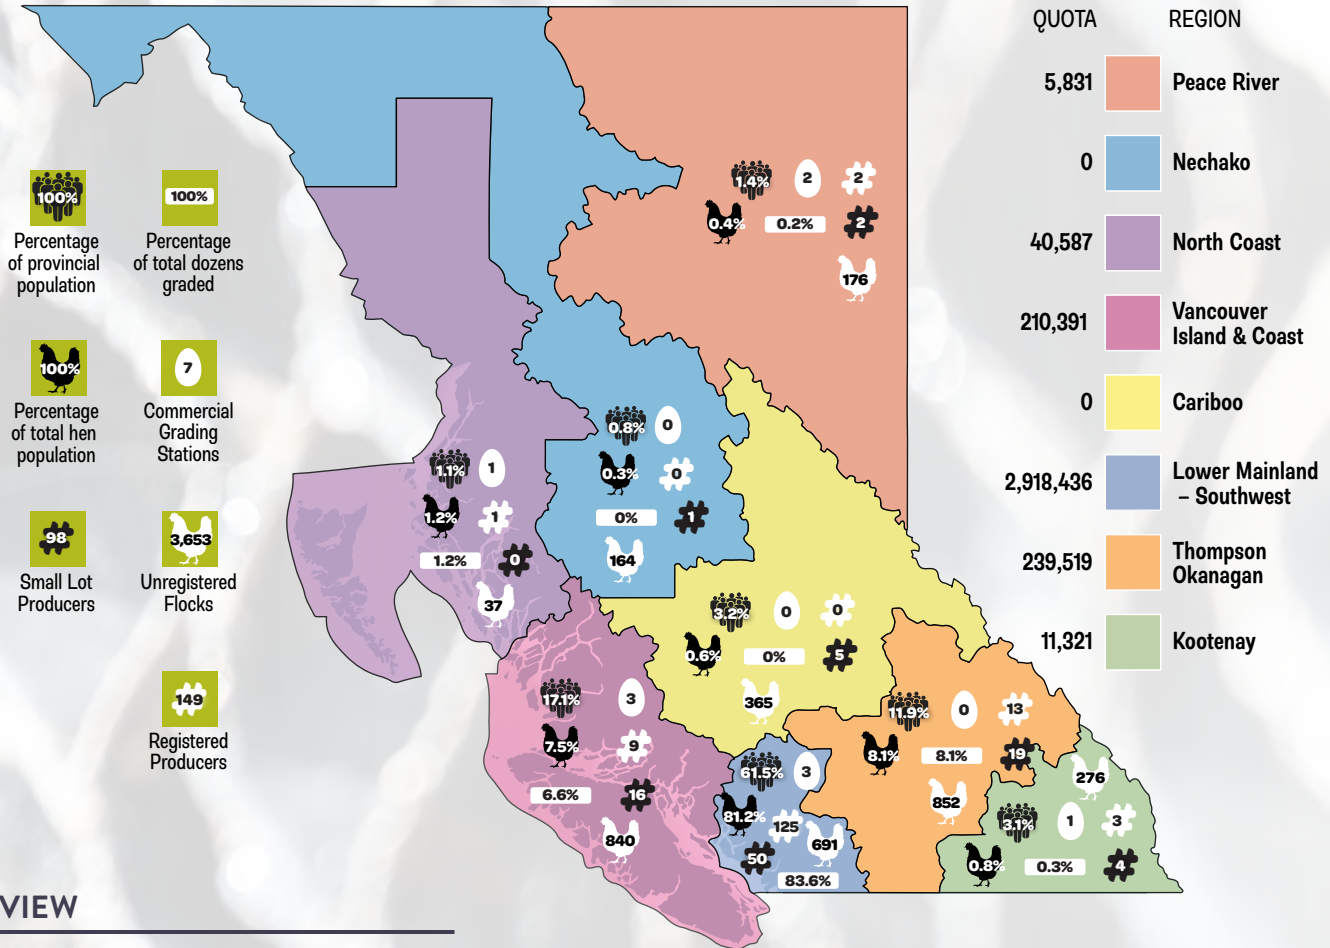 QUOTA REGION
5,831 Peace River
0 Nechako
40,587 North Coast
210,391 Vancouver
Island & Coast
0 Cariboo
2,918,436 Lower Mainland
– Southwest
239,519 Thompson
Okanagan
11,321 Kootenay
100%
Percentage
of provincial
population
100%
Percentage
of total dozens
graded
100%
Percentage
of total hen
population
7
Commercial
Grading
Stations
98
Small Lot
Producers
3,653
Unregistered
Flocks
149
Registered
Producers
1.4% 2 2
0.4% 0.2% 2
176
0.8% 0
0.3% 0
0% 1
164
1.1% 1
1.2% 1
1.2% 0
37
3.2% 0 0
0.6% 0% 5
365
17.1% 3
7.5% 9
6.6% 16
840
61.5% 3
81.2% 125
50 691
83.6%
11.9% 0 13
8.1% 8.1% 19
852
276
3.1% 1 3
0.8% 0.3% 4
VIEW